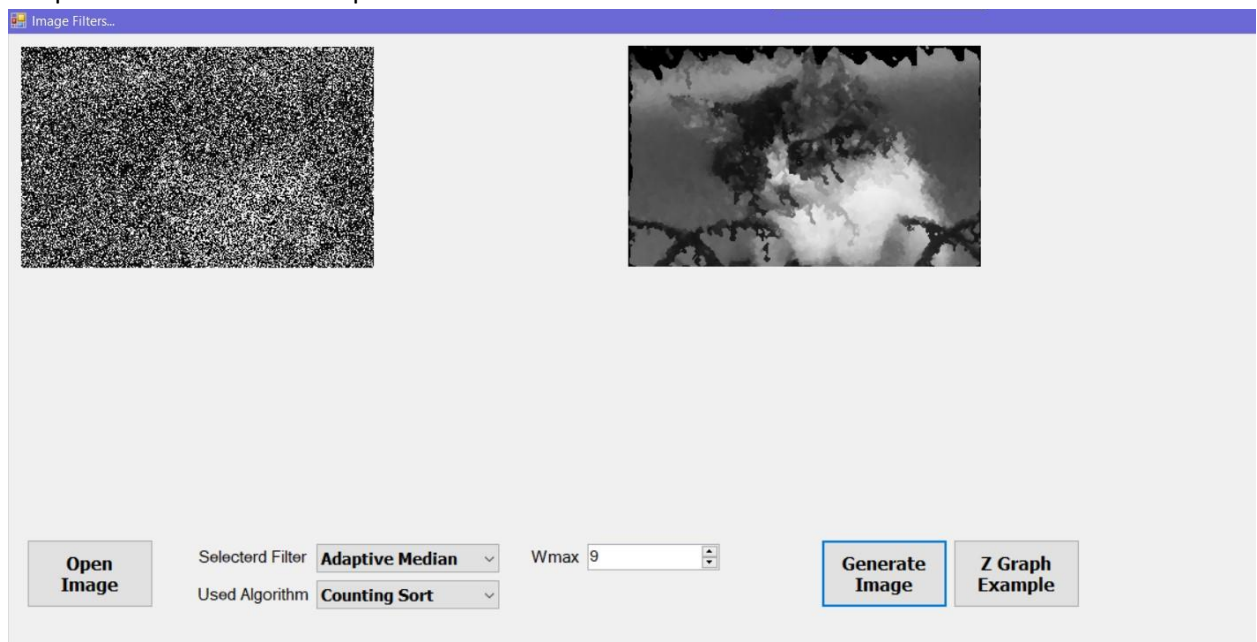 Image Filters...
Open
Image
Selecterd Filter Adaptive Median
Used Algorithm Counting Sort
Wmax 9
Generate
Image
Z Graph
Example